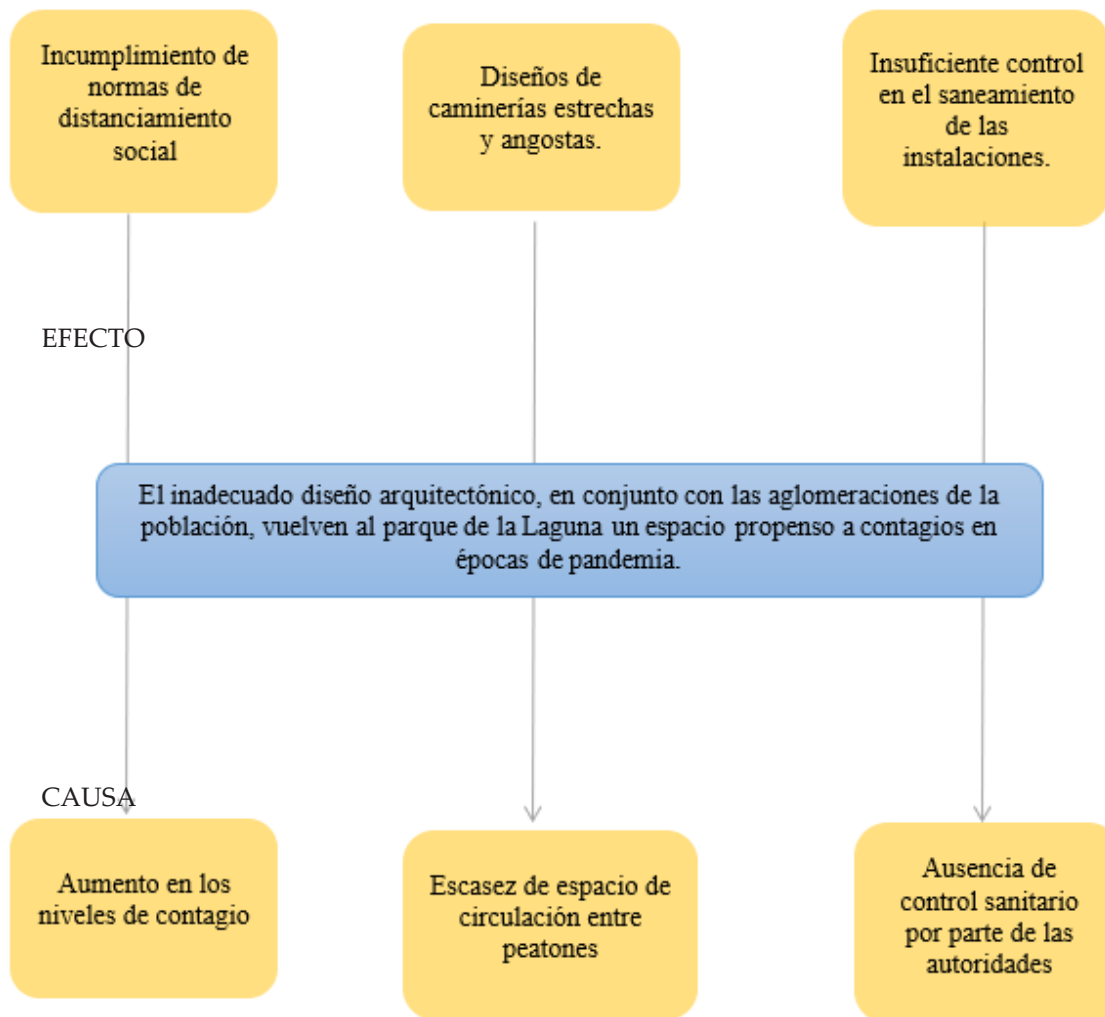 Incumplimiento de
normas de
distanciamiento
social
Diseños de
caminerías estrechas
y angostas.
Insuficiente control
en el saneamiento
de las
instalaciones.
EFECTO
El inadecuado diseño arquitectónico, en conjunto con las aglomeraciones de la
población, vuelven al parque de la Laguna un espacio propenso a contagios en
épocas de pandemia.
CAUSA
Aumento en los
niveles de contagio
Escasez de espacio de
circulación entre
peatones
Ausencia de
control sanitario
por parte de las
autoridades